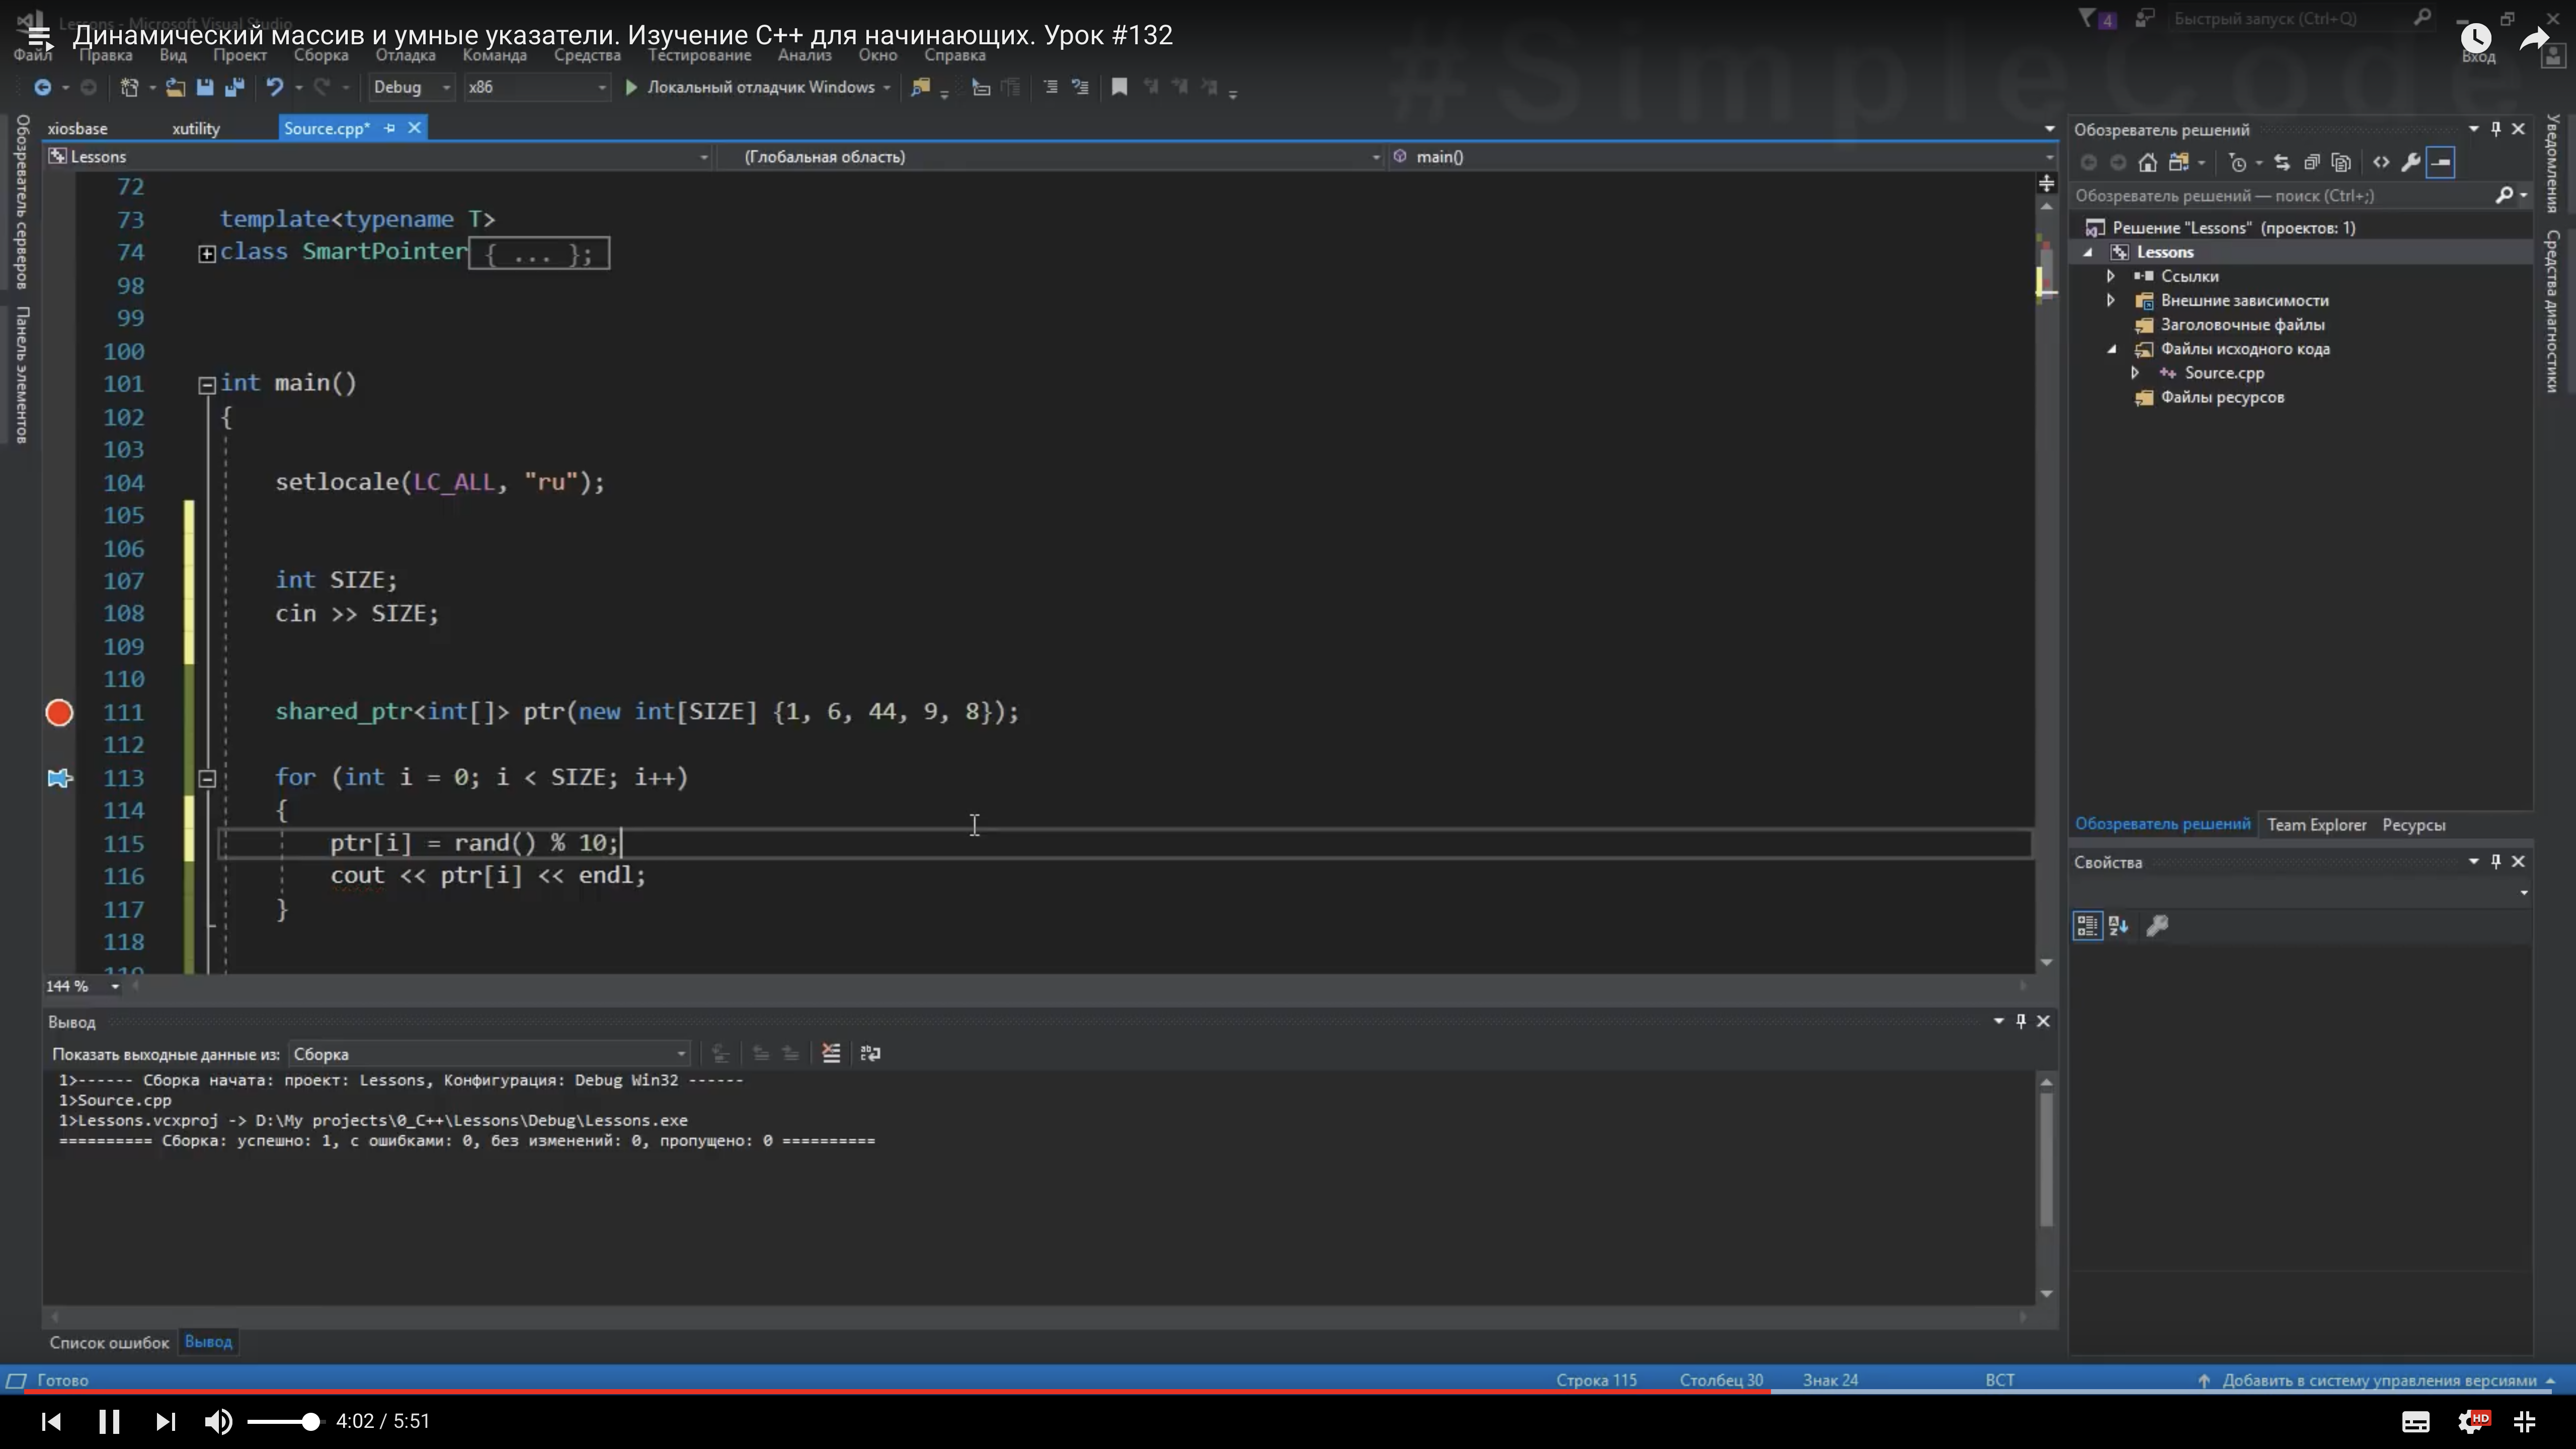 Lessons - Microsoft Visual Studio
Динамический массив и умные указатели. Изучение С++ для начинающих. Урок #132
4
Быстрый запуск (Ctrl+Q)
Файл Правка Вид Проект Сборка Отладка Команда Средства Тестирование Анализ Окно Справка
Вход
#SimpleCode
Debug x86 Локальный отладчик Windows
Обозреватель серверов
Панель элементов
xiosbase xutility Source.cpp*
Lessons (Глобальная область) main()
72
73 template<typename T>
74 class SmartPointer{ ... };
98
99
100
101 int main()
102 {
103
104 setlocale(LC_ALL, "ru");
105
106
107 int SIZE;
108 cin >> SIZE;
109
110
111 shared_ptr<int[]> ptr(new int[SIZE] {1, 6, 44, 9, 8});
112
113 for (int i = 0; i < SIZE; i++)
114 {
115 ptr[i] = rand() % 10;
116 cout << ptr[i] << endl;
117 }
118
119
144 %
Вывод
Показать выходные данные из: Сборка
1>------ Сборка начата: проект: Lessons, Конфигурация: Debug Win32 ------
1>Source.cpp
1>Lessons.vcxproj -> D:\My projects\0_C++\Lessons\Debug\Lessons.exe
========== Сборка: успешно: 1, с ошибками: 0, без изменений: 0, пропущено: 0 ==========
Список ошибок Вывод
Обозреватель решений
Обозреватель решений — поиск (Ctrl+;)
Решение "Lessons" (проектов: 1)
Lessons
Ссылки
Внешние зависимости
Заголовочные файлы
Файлы исходного кода
Source.cpp
Файлы ресурсов
Обозреватель решений Team Explorer Ресурсы
Свойства
Уведомления
Средства диагностики
Готово Строка 115 Столбец 30 Знак 24 ВСТ Добавить в систему управления версиями
4:02 / 5:51
HD